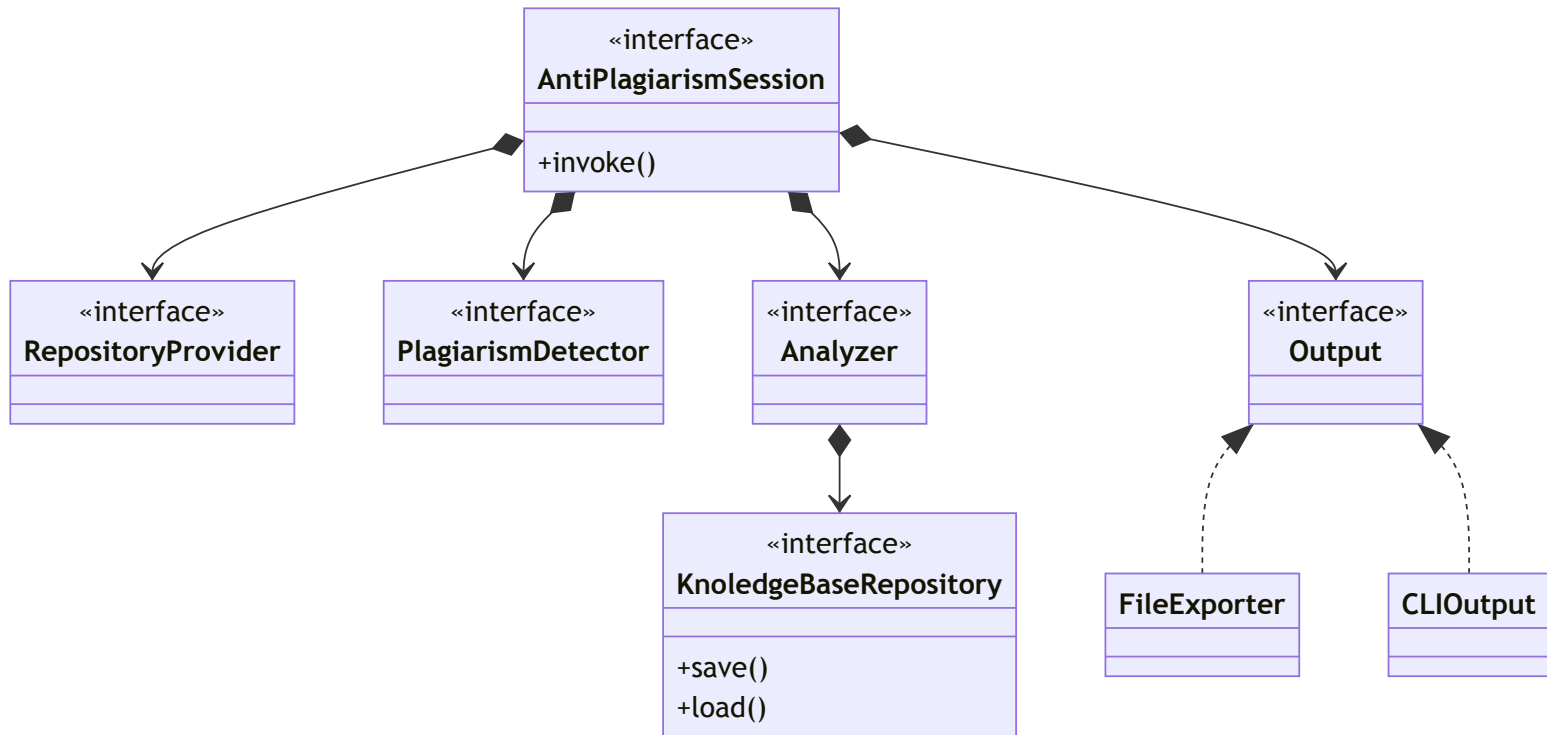 «interface»
AntiPlagiarismSession
+invoke()
«interface»
RepositoryProvider
«interface»
PlagiarismDetector
«interface»
Analyzer
«interface»
Output
«interface»
KnoledgeBaseRepository
+save()
+load()
FileExporter
CLIOutput